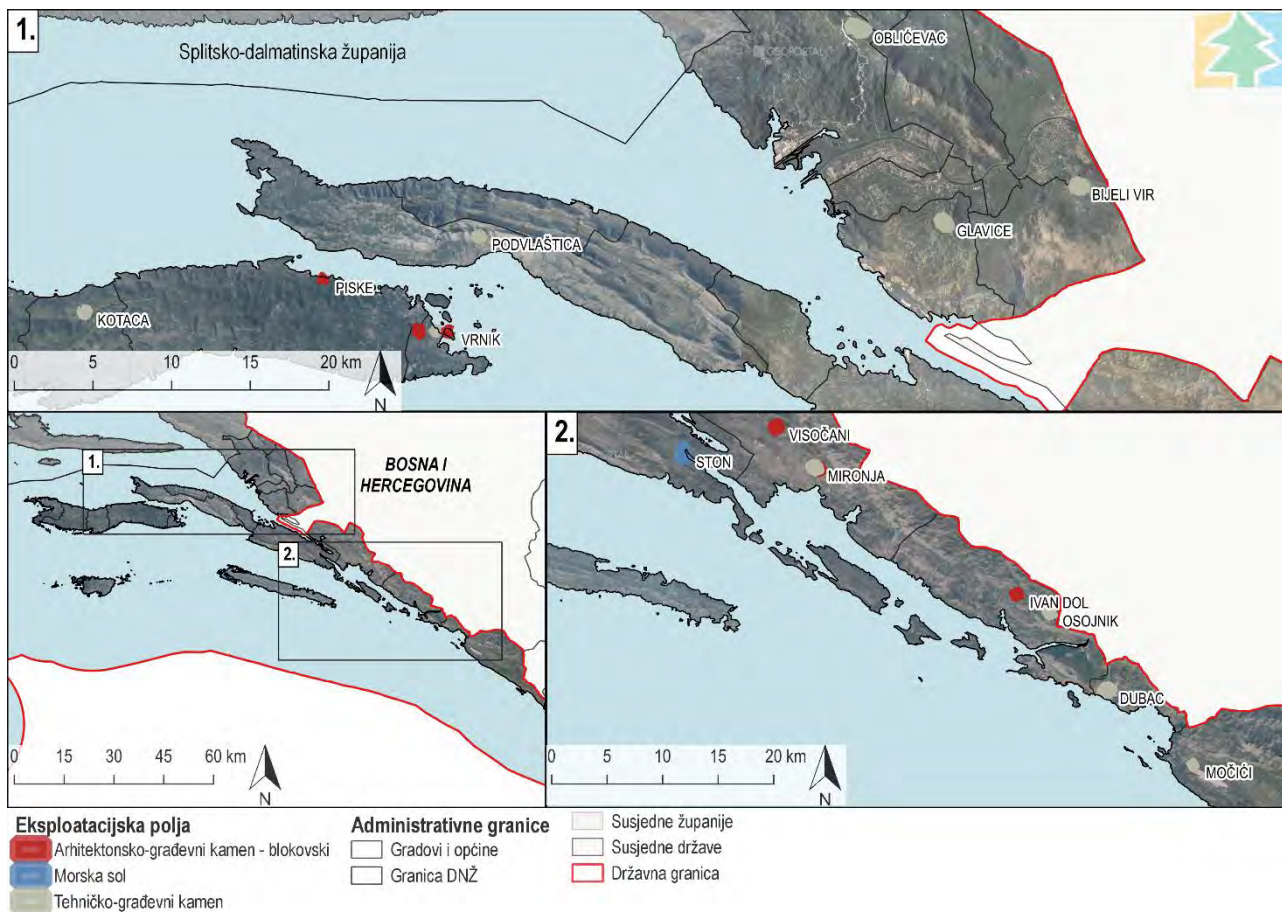 1.
Splitsko-dalmatinska županija
GEOPORTAL
OBLIĆEVAC
BIJELI VIR
GLAVICE
PODVLAŠTICA
PISKE
KOTACA
VRNIK
0 5 10 15 20 km
N
1.
BOSNA I
HERCEGOVINA
2.
0 15 30 45 60 km
N
2.
VISOČANI
STON
MIRONJA
IVAN DOL
OSOJNIK
DUBAC
MOČIĆI
0 5 10 15 20 km
N
Eksploatacijska polja
Arhitektonsko-građevni kamen - blokovski
Morska sol
Tehničko-građevni kamen
Administrativne granice
Gradovi i općine
Granica DNŽ
Susjedne županije
Susjedne države
Državna granica